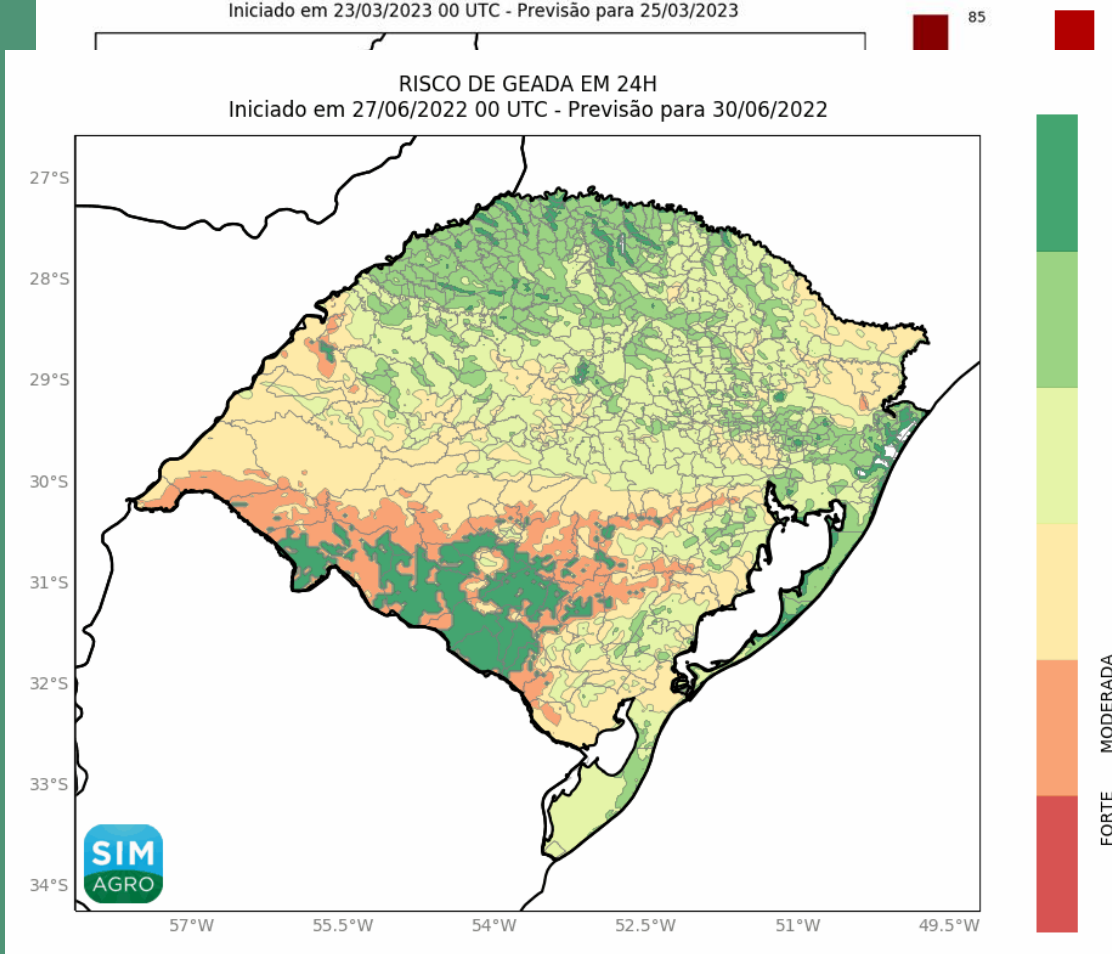 Iniciado em 23/03/2023 00 UTC - Previsão para 25/03/2023
85
RISCO DE GEADA EM 24H
Iniciado em 27/06/2022 00 UTC - Previsão para 30/06/2022
27°S
28°S
29°S
30°S
31°S
32°S
33°S
34°S
57°W
55.5°W
54°W
52.5°W
51°W
49.5°W
MODERADA
FORTE
SIM
AGRO